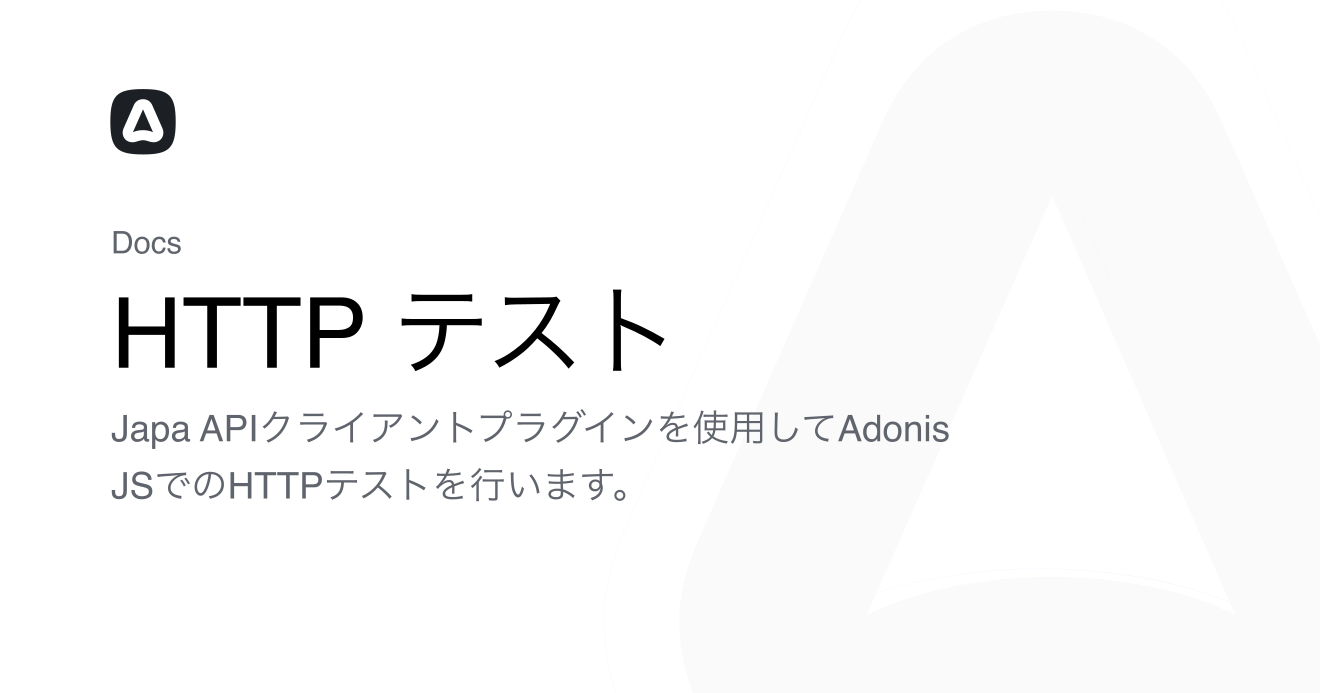 Docs
HTTP テスト
Japa APIクライアントプラグインを使用してAdonis
JSでのHTTPテストを行います。